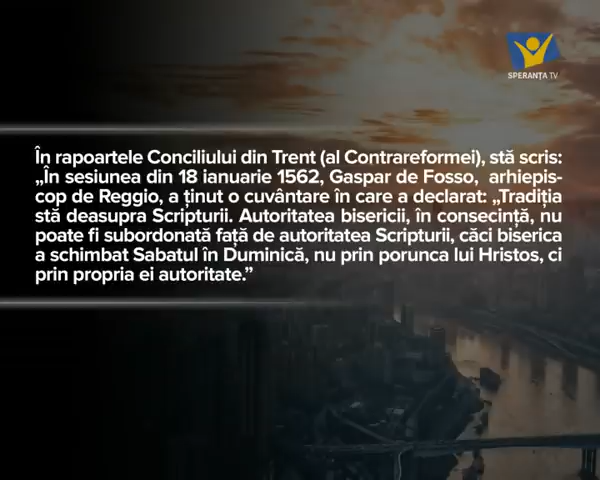 SPERANȚA TV
În rapoartele Conciliului din Trent (al Contrareformei), stă scris:
„În sesiunea din 18 ianuarie 1562, Gaspar de Fosso,  arhiepis-
cop de Reggio, a ținut o cuvântare în care a declarat: „Tradiția
stă deasupra Scripturii. Autoritatea bisericii, în consecință, nu
poate fi subordonată față de autoritatea Scripturii, căci biserica
a schimbat Sabatul în Duminică, nu prin porunca lui Hristos, ci
prin propria ei autoritate.”